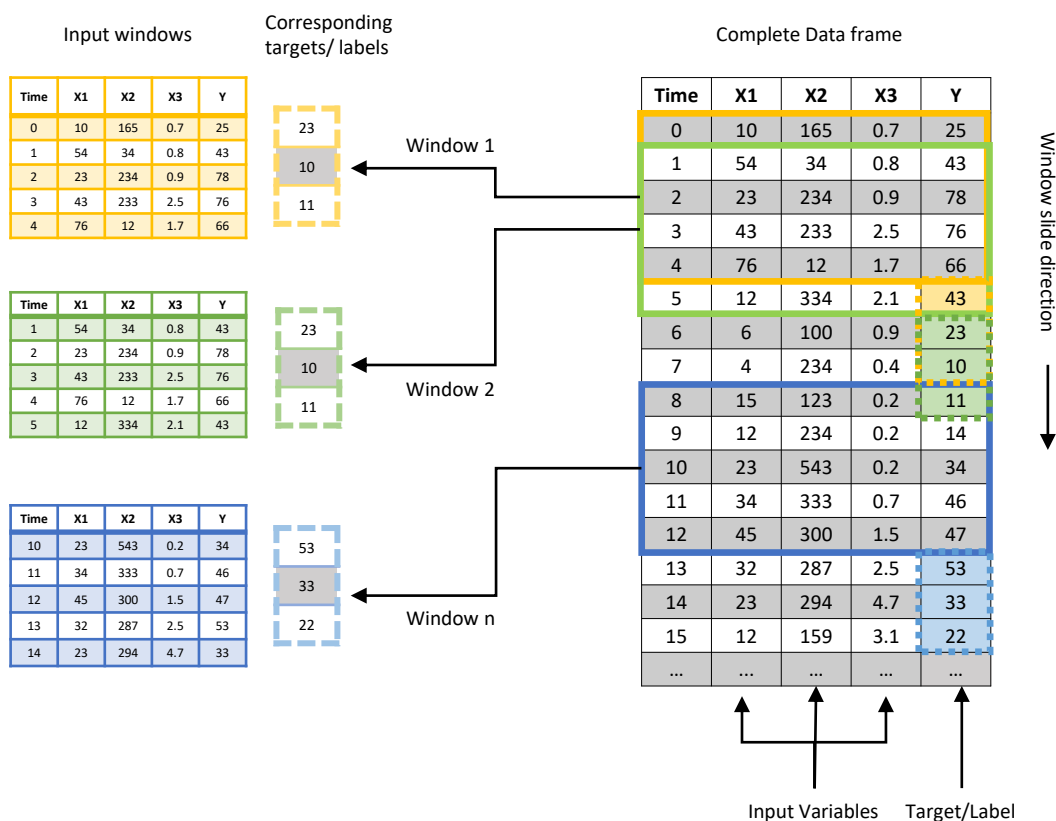 Input windows
Corresponding
targets/ labels
Complete Data frame
Time X1 X2 X3 Y
0 10 165 0.7 25
1 54 34 0.8 43
2 23 234 0.9 78
3 43 233 2.5 76
4 76 12 1.7 66
23
10
11
Window 1
Time X1 X2 X3 Y
1 54 34 0.8 43
2 23 234 0.9 78
3 43 233 2.5 76
4 76 12 1.7 66
5 12 334 2.1 43
23
10
11
Window 2
Time X1 X2 X3 Y
10 23 543 0.2 34
11 34 333 0.7 46
12 45 300 1.5 47
13 32 287 2.5 53
14 23 294 4.7 33
53
33
22
Window n
Time X1 X2 X3 Y
0 10 165 0.7 25
1 54 34 0.8 43
2 23 234 0.9 78
3 43 233 2.5 76
4 76 12 1.7 66
5 12 334 2.1 43
6 6 100 0.9 23
7 4 234 0.4 10
8 15 123 0.2 11
9 12 234 0.2 14
10 23 543 0.2 34
11 34 333 0.7 46
12 45 300 1.5 47
13 32 287 2.5 53
14 23 294 4.7 33
15 12 159 3.1 22
... ... ... ... ...
Window slide direction
Input Variables
Target/Label